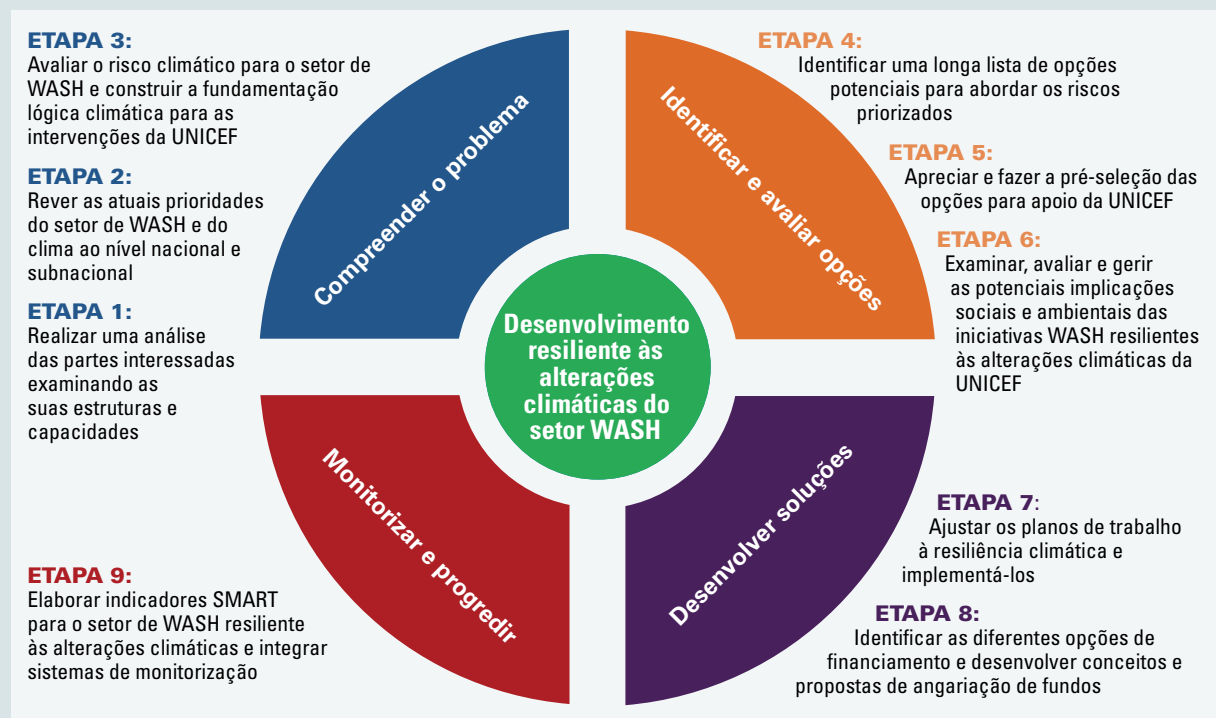 ETAPA 3:
Avaliar o risco climático para o setor de
WASH e construir a fundamentação
lógica climática para as
intervenções da UNICEF
ETAPA 2:
Rever as atuais prioridades
do setor de WASH e do
clima ao nível nacional e
subnacional
ETAPA 1:
Realizar uma análise
das partes interessadas
examinando as
suas estruturas e
capacidades
Compreender o problema
Identificar e avaliar opções
ETAPA 4:
Identificar uma longa lista de opções
potenciais para abordar os riscos
priorizados
ETAPA 5:
Apreciar e fazer a pré-seleção das
opções para apoio da UNICEF
ETAPA 6:
Examinar, avaliar e gerir
as potenciais implicações
sociais e ambientais das
iniciativas WASH resilientes
às alterações climáticas da
UNICEF
Desenvolvimento
resiliente às
alterações
climáticas do
setor WASH
Desenvolver soluções
ETAPA 7:
Ajustar os planos de trabalho
à resiliência climática e
implementá-los
ETAPA 8:
Identificar as diferentes opções de
financiamento e desenvolver conceitos e
propostas de angariação de fundos
Monitorizar e progredir
ETAPA 9:
Elaborar indicadores SMART
para o setor de WASH resiliente
às alterações climáticas e integrar
sistemas de monitorização